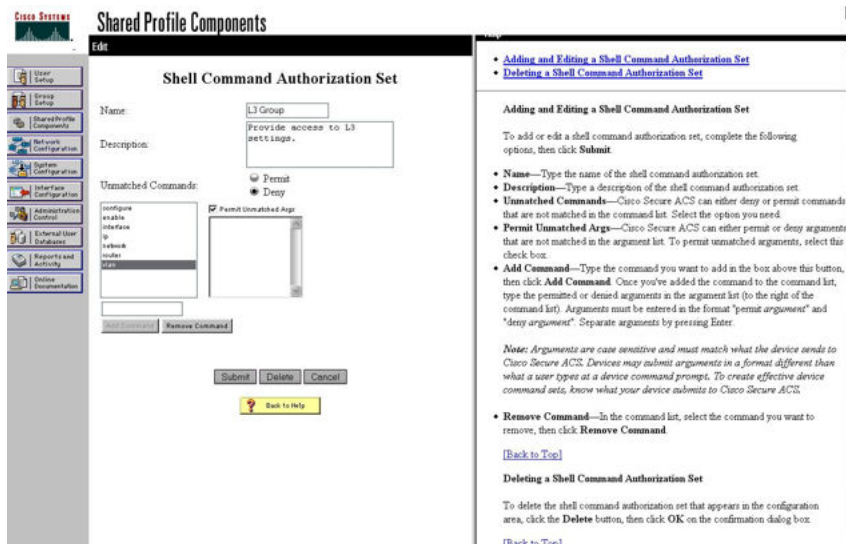 CISCO SYSTEMS
Shared Profile Components
Edit
User
Setup
Group
Setup
Shared Profile
Components
Network
Configuration
System
Configuration
Interface
Configuration
Administration
Control
External User
Databases
Reports and
Activity
Online
Documentation
Shell Command Authorization Set
Name:
L3 Group
Description:
Provide access to L3
settings.
Unmatched Commands:
Permit
Deny
configure
enable
interface
ip
network
router
vlan
Permit Unmatched Args
Add Command
Remove Command
Submit
Delete
Cancel
Back to Help
• Adding and Editing a Shell Command Authorization Set
• Deleting a Shell Command Authorization Set
Adding and Editing a Shell Command Authorization Set
To add or edit a shell command authorization set, complete the following
options, then click Submit.
• Name—Type the name of the shell command authorization set.
• Description—Type a description of the shell command authorization set.
• Unmatched Commands—Cisco Secure ACS can either deny or permit commands
that are not matched in the command list. Select the option you need.
• Permit Unmatched Args—Cisco Secure ACS can either permit or deny arguments
that are not matched in the argument list. To permit unmatched arguments, select this
check box.
• Add Command—Type the command you want to add in the box above this button,
then click Add Command. Once you've added the command to the command list,
type the permitted or denied arguments in the argument list (to the right of the
command list). Arguments must be entered in the format "permit argument" and
"deny argument". Separate arguments by pressing Enter.
Note: Arguments are case sensitive and must match what the device sends to
Cisco Secure ACS. Devices may submit arguments in a format different than
what a user types at a device command prompt. To create effective device
command sets, know what your device submits to Cisco Secure ACS.
• Remove Command—In the command list, select the command you want to
remove, then click Remove Command.
[Back to Top]
Deleting a Shell Command Authorization Set
To delete the shell command authorization set that appears in the configuration
area, click the Delete button, then click OK on the confirmation dialog box.
[Back to Top]